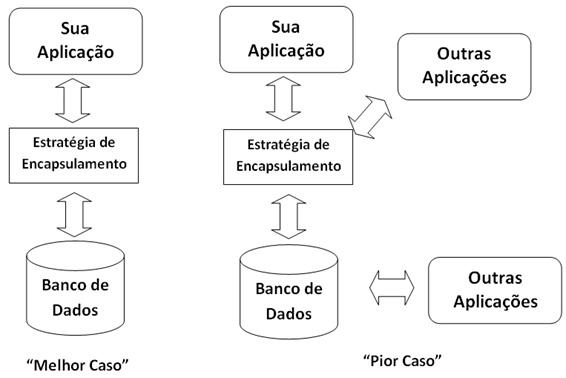 Sua
Aplicação
Estratégia de
Encapsulamento
Banco de
Dados
“Melhor Caso”
Sua
Aplicação
Outras
Aplicações
Estratégia de
Encapsulamento
Banco de
Dados
Outras
Aplicações
“Pior Caso”